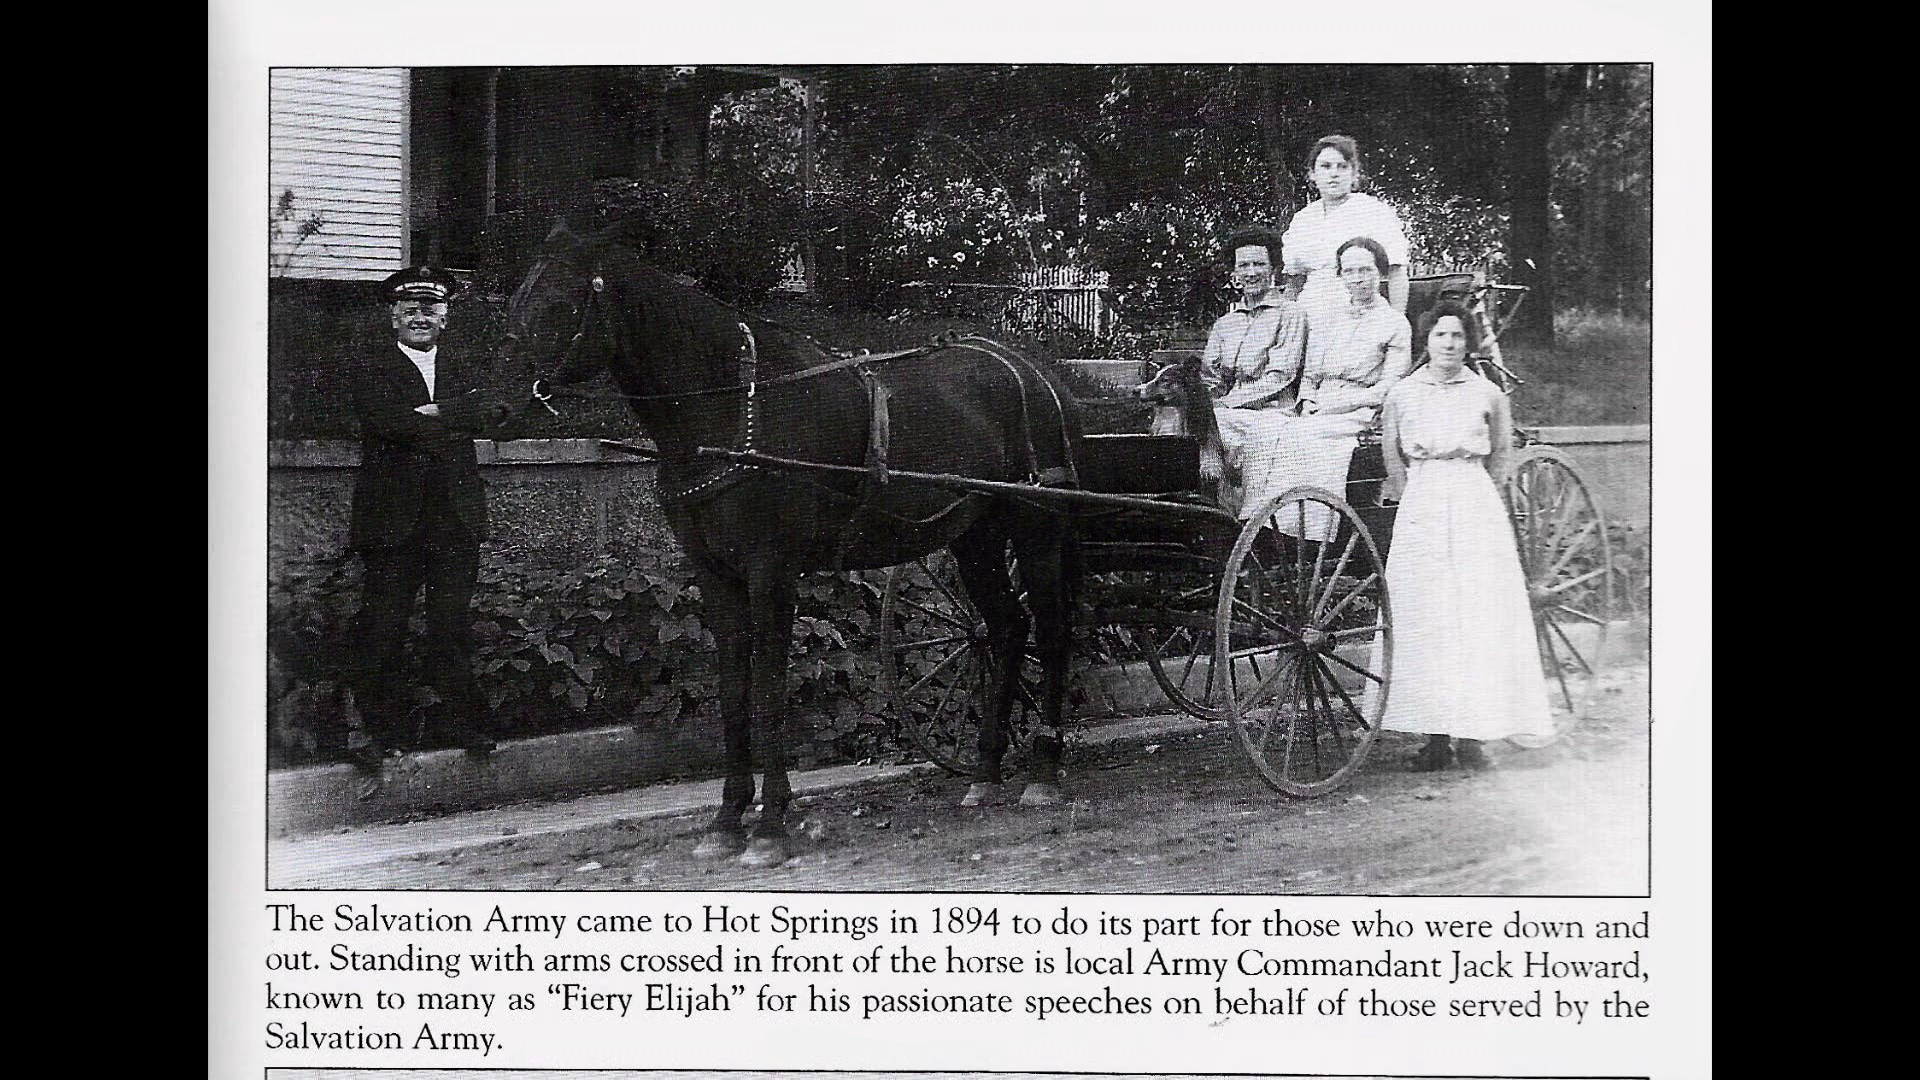 The Salvation Army came to Hot Springs in 1894 to do its part for those who were down and
out. Standing with arms crossed in front of the horse is local Army Commandant Jack Howard,
known to many as “Fiery Elijah” for his passionate speeches on behalf of those served by the
Salvation Army.